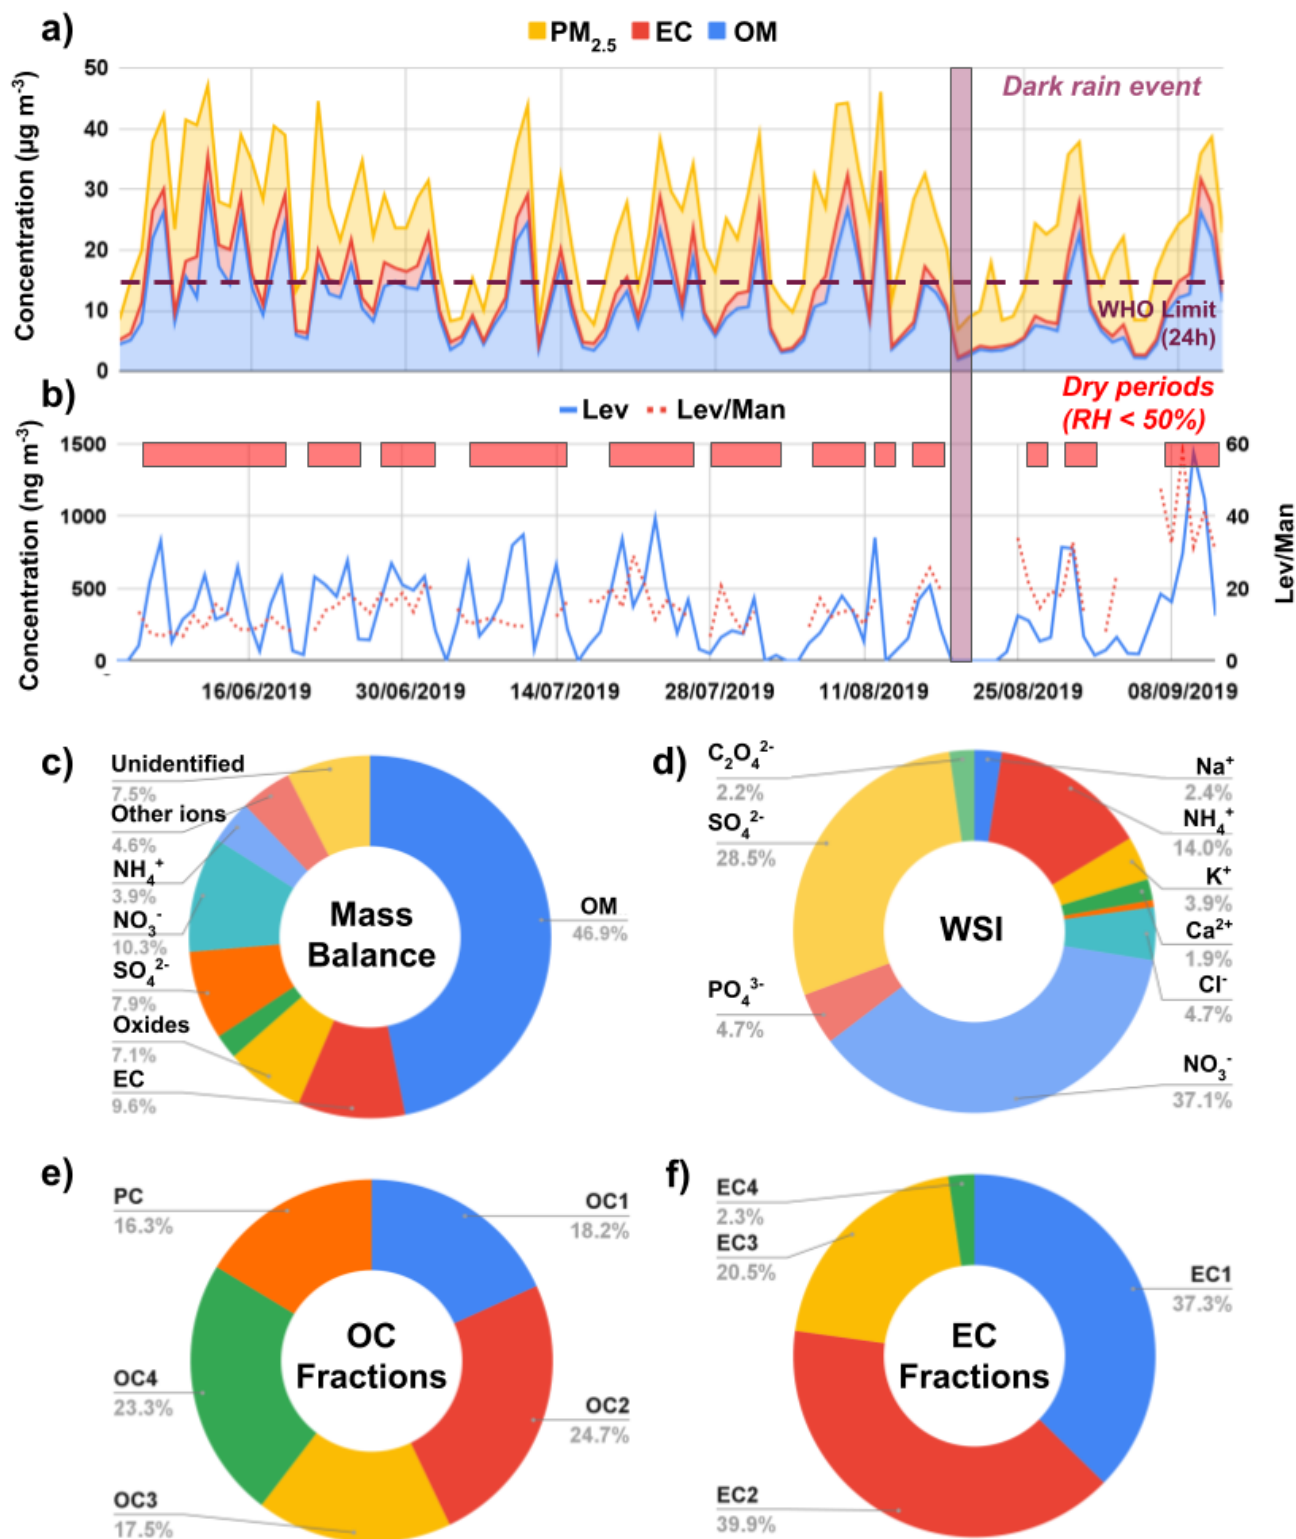 a)
PM2.5 EC OM
Concentration (µg m-3)
50
40
30
20
10
0
Dark rain event
WHO Limit
(24h)
b)
Dry periods
(RH < 50%)
Lev Lev/Man
Concentration (ng m-3)
1500
1000
500
0
60
40
20
0
Lev/Man
16/06/2019 30/06/2019 14/07/2019 28/07/2019 11/08/2019 25/08/2019 08/09/2019
c)
Unidentified
7.5%
Other ions
4.6%
NH4+
3.9%
NO3-
10.3%
SO42-
7.9%
Oxides
7.1%
EC
9.6%
Mass
Balance
OM
46.9%
d)
C2O42-
2.2%
SO42-
28.5%
PO43-
4.7%
WSI
Na+
2.4%
NH4+
14.0%
K+
3.9%
Ca2+
1.9%
Cl-
4.7%
NO3-
37.1%
e)
PC
16.3%
OC4
23.3%
OC3
17.5%
OC
Fractions
OC1
18.2%
OC2
24.7%
f)
EC4
2.3%
EC3
20.5%
EC2
39.9%
EC
Fractions
EC1
37.3%